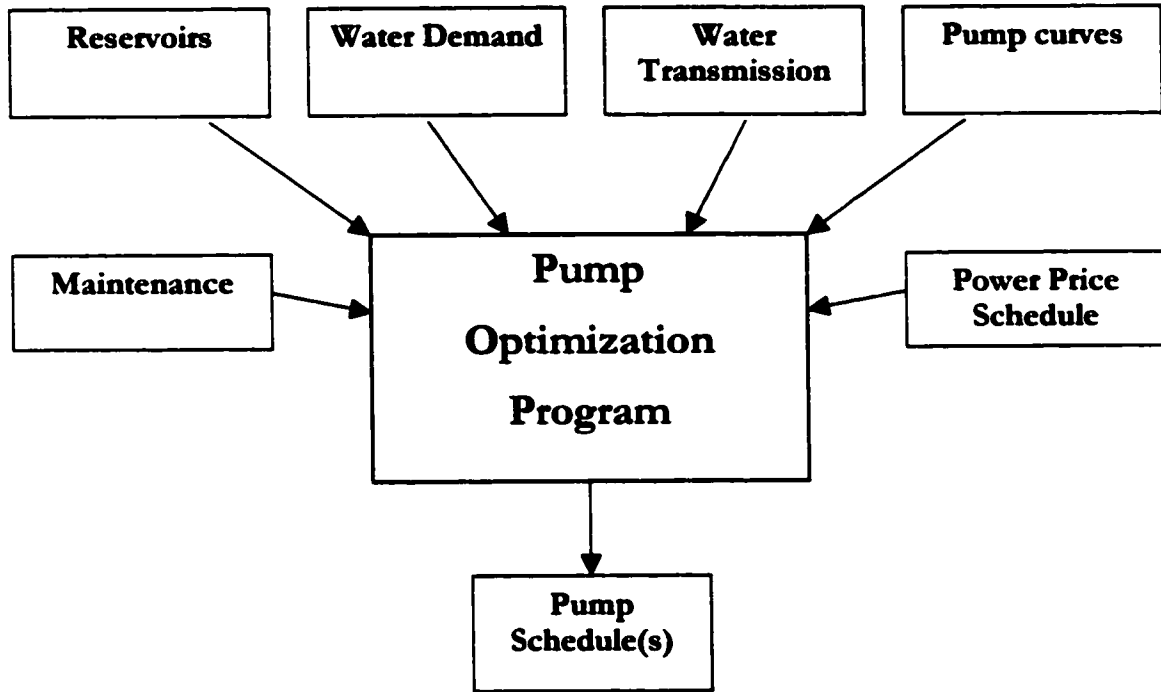 Reservoirs
Water Demand
Water
Transmission
Pump curves
Maintenance
Pump
Optimization
Program
Power Price
Schedule
Pump
Schedule(s)